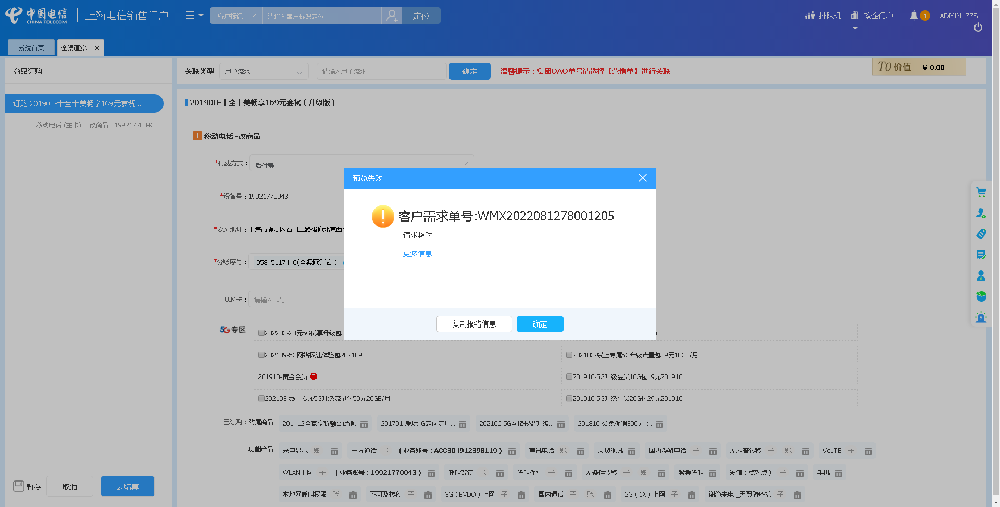 中国电信 CHINA TELECOM 上海电信销售门户 客户标识 请输入客户标识定位 定位 排队机 政企门户 1 ADMIN_ZZS
系统首页 全渠道穿...
商品订购 关联类型 甩单流水 请输入甩单流水 确定 温馨提示：集团OAO单号请选择【营销单】进行关联 T0 价值 ¥ 0.00
订购 201908-十全十美畅享169元套餐...
移动电话 (主卡) 改商品 19921770043
201908-十全十美畅享169元套餐（升级版）
主 移动电话 -改商品
*付费方式： 后付费
*设备号：19921770043
*安装地址：上海市静安区石门二路街道北京西
*分账序号： 95845117446(全渠道测试4)
UIM卡： 请输入卡号
预览失败
客户需求单号:WMX2022081278001205
请求超时
更多信息
复制报错信息 确定
5G专区 202203-20元5G优享升级包
202109-5G网络极速体验包202109 202103-线上专属5G升级流量包39元10GB/月
201910-黄金会员 ? 201910-5G升级会员10G包19元201910
202103-线上专属5G升级流量包59元20GB/月 201910-5G升级会员20G包29元201910
已订购：附属商品 201412全家享新融合促销.. 201701-爱玩4G定向流量... 202106-5G网络权益升级... 201810-公免促销300元（..
功能产品 来电显示 账 三方通话 账 （业务账号：ACC304912398119） 声讯电话 账 天翼视讯 国内漫游电话 子 无应答转移 子 账 VoLTE 子
WLAN上网 子 （业务账号：19921770043） 呼叫等待 账 呼叫保持 子 无条件转移 子 账 紧急呼叫 短信（点对点） 子 手机
本地网呼叫权限 账 不可及转移 子 3G（EVDO）上网 子 国内通话 子 账 2G（1X）上网 子 谢绝来电_天翼防骚扰 子
暂存 取消 去结算